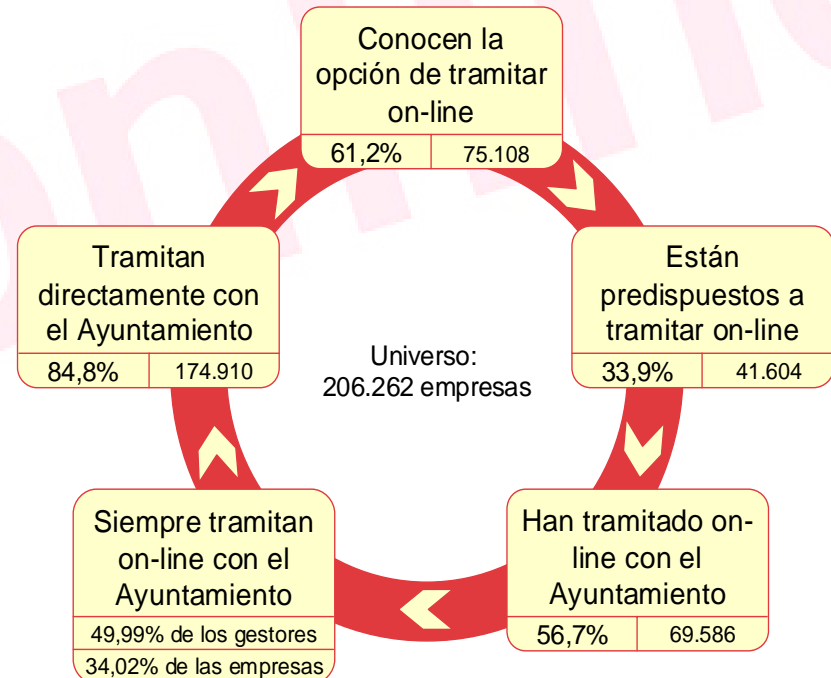 Conocen la
opción de tramitar
on-line
61,2% 75.108
Tramitan
directamente con
el Ayuntamiento
84,8% 174.910
Están
predispuestos a
tramitar on-line
33,9% 41.604
Universo:
206.262 empresas
Siempre tramitan
on-line con el
Ayuntamiento
49,99% de los gestores
34,02% de las empresas
Han tramitado on-
line con el
Ayuntamiento
56,7% 69.586